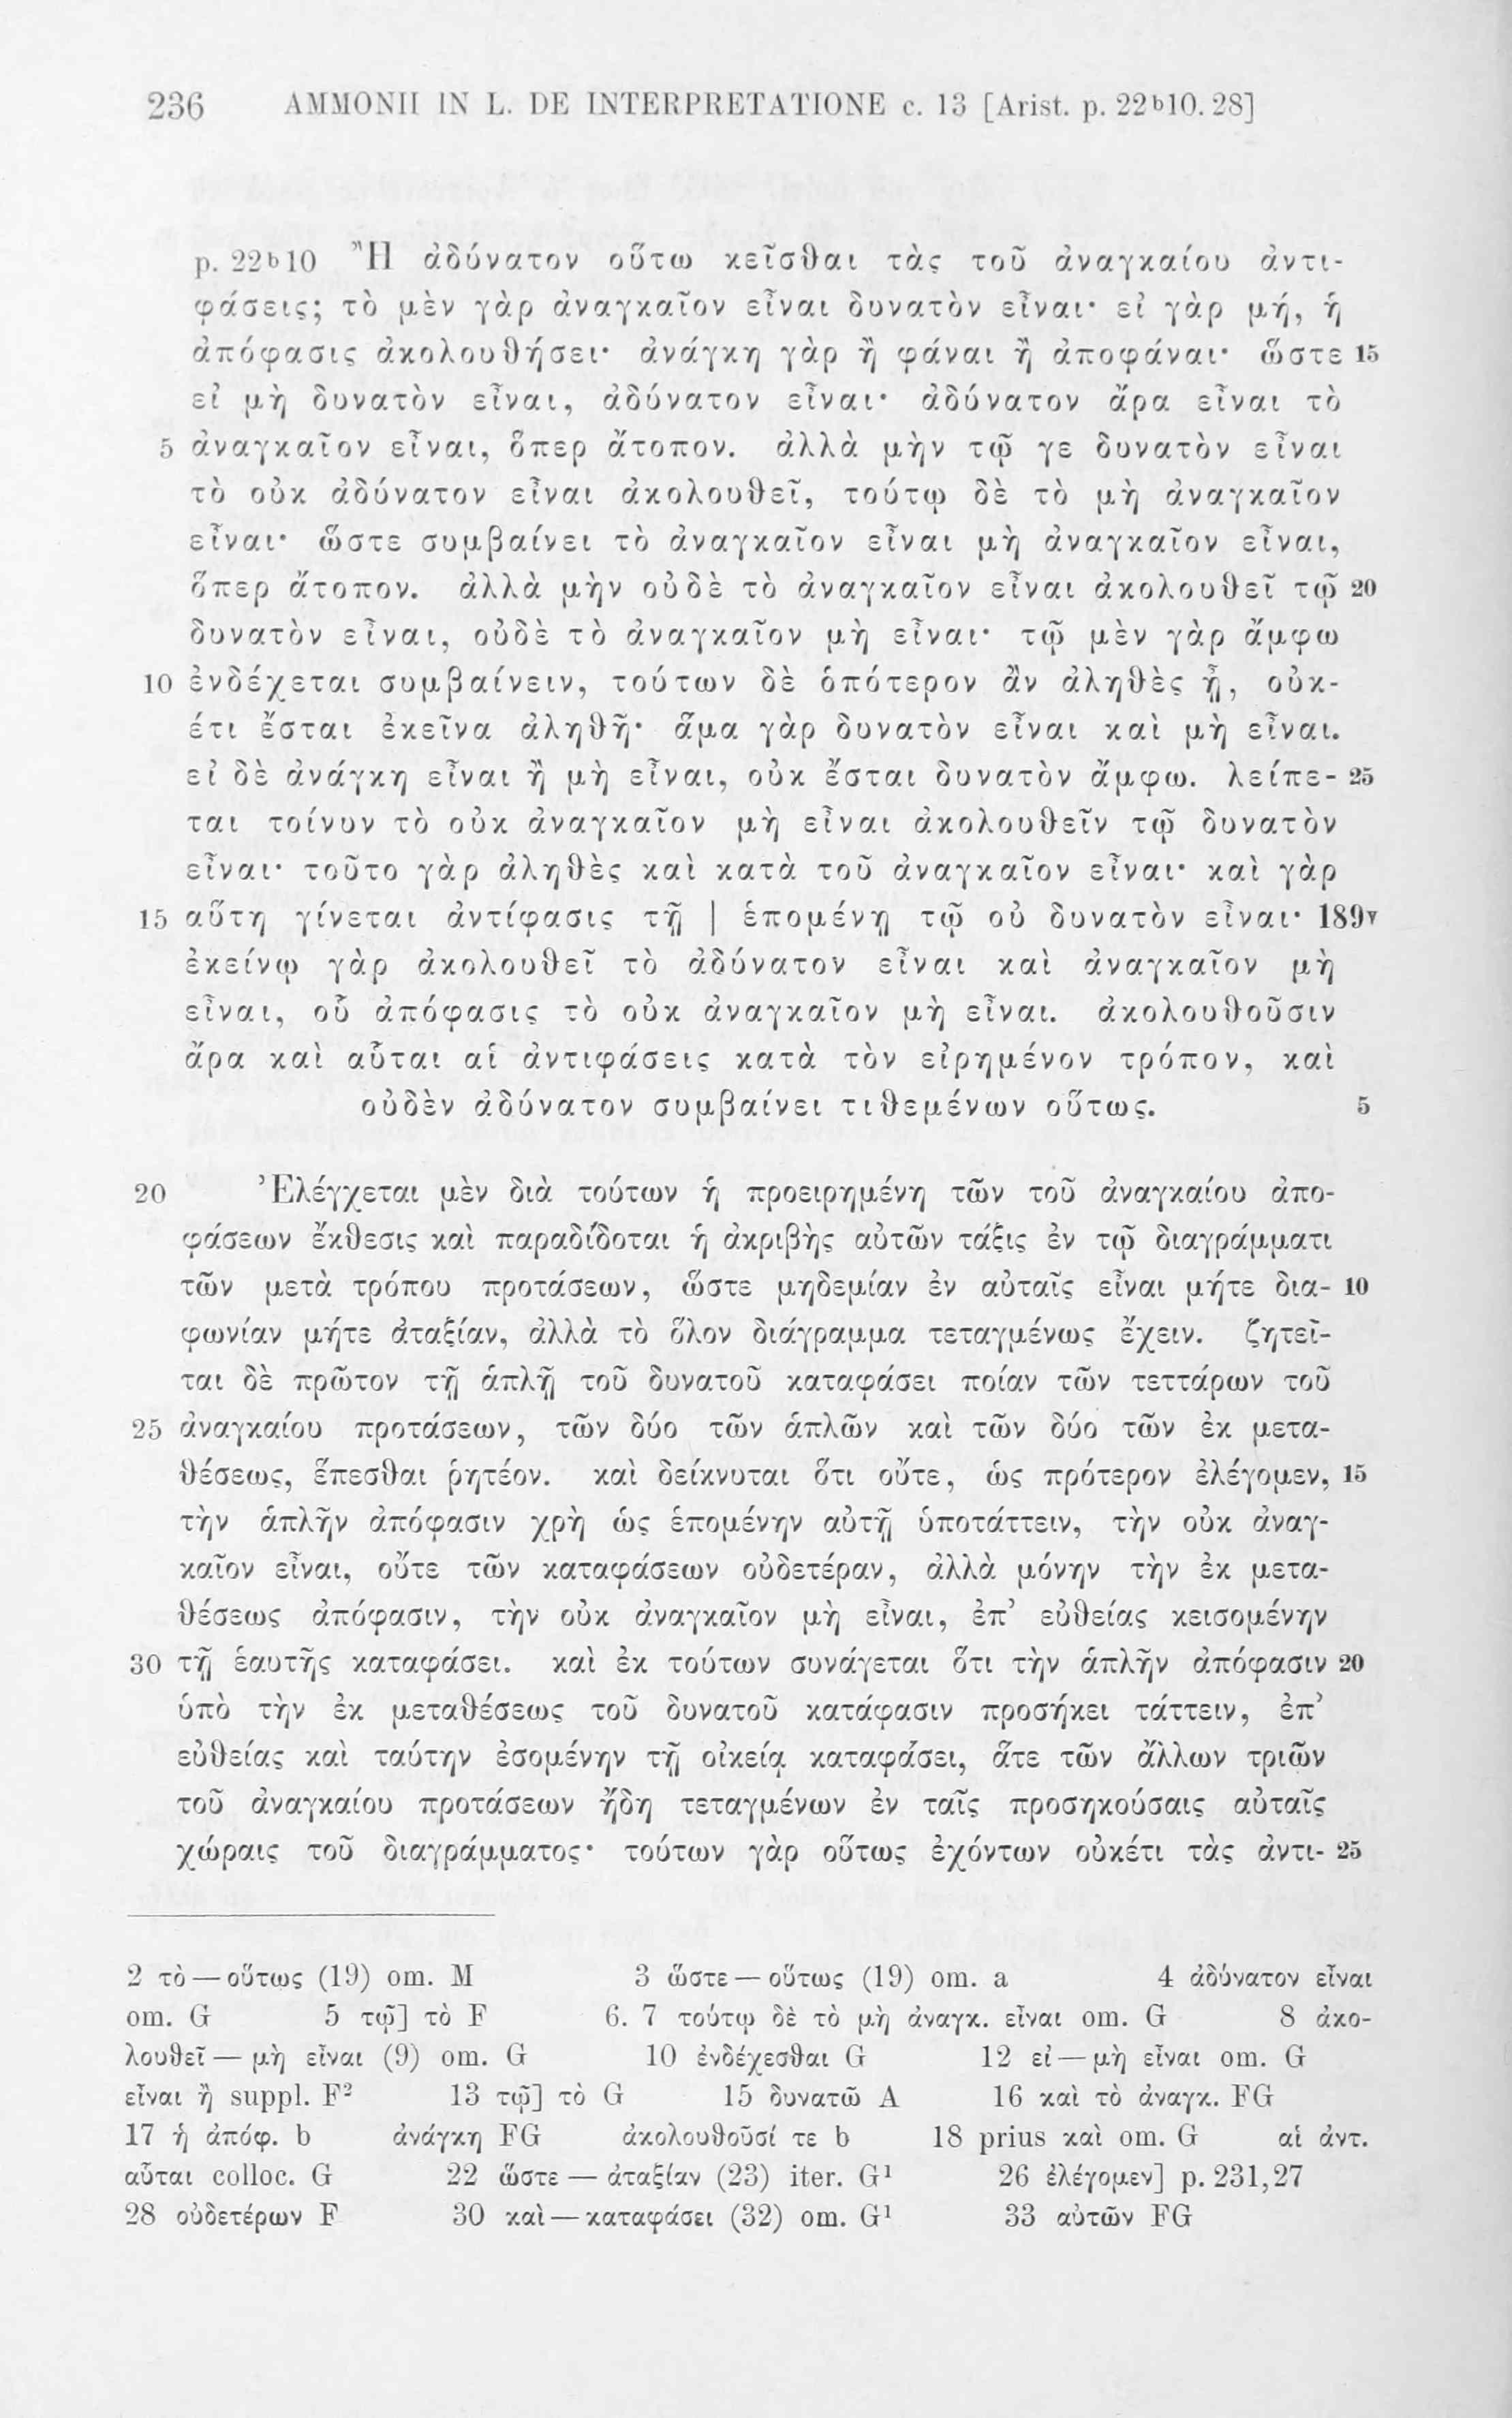 236 AMMONII IN L. DE INTERPRETATIONE c. 13 [Arist. p. 22ᵇ10. 28]
p. 22ᵇ10 Ἢ ἀδύνατον οὕτω κεῖσθαι τὰς τοῦ ἀναγκαίου ἀντι-
φάσεις; τὸ μὲν γὰρ ἀναγκαῖον εἶναι δυνατὸν εἶναι· εἰ γὰρ μή, ἡ
ἀπόφασις ἀκολουθήσει· ἀνάγκη γὰρ ἢ φάναι ἢ ἀποφάναι· ὥστε 15
εἰ μὴ δυνατὸν εἶναι, ἀδύνατον εἶναι· ἀδύνατον ἄρα εἶναι τὸ
5 ἀναγκαῖον εἶναι, ὅπερ ἄτοπον. ἀλλὰ μὴν τῷ γε δυνατὸν εἶναι
τὸ οὐκ ἀδύνατον εἶναι ἀκολουθεῖ, τούτῳ δὲ τὸ μὴ ἀναγκαῖον
εἶναι· ὥστε συμβαίνει τὸ ἀναγκαῖον εἶναι μὴ ἀναγκαῖον εἶναι,
ὅπερ ἄτοπον. ἀλλὰ μὴν οὐδὲ τὸ ἀναγκαῖον εἶναι ἀκολουθεῖ τῷ 20
δυνατὸν εἶναι, οὐδὲ τὸ ἀναγκαῖον μὴ εἶναι· τῷ μὲν γὰρ ἄμφω
10 ἐνδέχεται συμβαίνειν, τούτων δὲ ὁπότερον ἂν ἀληθὲς ᾖ, οὐκ-
έτι ἔσται ἐκεῖνα ἀληθῆ· ἅμα γὰρ δυνατὸν εἶναι καὶ μὴ εἶναι.
εἰ δὲ ἀνάγκη εἶναι ἢ μὴ εἶναι, οὐκ ἔσται δυνατὸν ἄμφω. λείπε- 25
ται τοίνυν τὸ οὐκ ἀναγκαῖον μὴ εἶναι ἀκολουθεῖν τῷ δυνατὸν
εἶναι· τοῦτο γὰρ ἀληθὲς καὶ κατὰ τοῦ ἀναγκαῖον εἶναι· καὶ γὰρ
15 αὕτη γίνεται ἀντίφασις τῇ | ἑπομένῃ τῷ οὐ δυνατὸν εἶναι· 189ᵛ
ἐκείνῳ γὰρ ἀκολουθεῖ τὸ ἀδύνατον εἶναι καὶ ἀναγκαῖον μὴ
εἶναι, οὗ ἀπόφασις τὸ οὐκ ἀναγκαῖον μὴ εἶναι. ἀκολουθοῦσιν
ἄρα καὶ αὗται αἱ ἀντιφάσεις κατὰ τὸν εἰρημένον τρόπον, καὶ
οὐδὲν ἀδύνατον συμβαίνει τιθεμένων οὕτως. 5
20 Ἐλέγχεται μὲν διὰ τούτων ἡ προειρημένη τῶν τοῦ ἀναγκαίου ἀπο-
φάσεων ἔκθεσις καὶ παραδίδοται ἡ ἀκριβὴς αὐτῶν τάξις ἐν τῷ διαγράμματι
τῶν μετὰ τρόπου προτάσεων, ὥστε μηδεμίαν ἐν αὐταῖς εἶναι μήτε δια- 10
φωνίαν μήτε ἀταξίαν, ἀλλὰ τὸ ὅλον διάγραμμα τεταγμένως ἔχειν. ζητεῖ-
ται δὲ πρῶτον τῇ ἁπλῇ τοῦ δυνατοῦ καταφάσει ποίαν τῶν τεττάρων τοῦ
25 ἀναγκαίου προτάσεων, τῶν δύο τῶν ἁπλῶν καὶ τῶν δύο τῶν ἐκ μετα-
θέσεως, ἕπεσθαι ῥητέον. καὶ δείκνυται ὅτι οὔτε, ὡς πρότερον ἐλέγομεν, 15
τὴν ἁπλῆν ἀπόφασιν χρὴ ὡς ἑπομένην αὐτῇ ὑποτάττειν, τὴν οὐκ ἀναγ-
καῖον εἶναι, οὔτε τῶν καταφάσεων οὐδετέραν, ἀλλὰ μόνην τὴν ἐκ μετα-
θέσεως ἀπόφασιν, τὴν οὐκ ἀναγκαῖον μὴ εἶναι, ἐπ’ εὐθείας κεισομένην
30 τῇ ἑαυτῆς καταφάσει. καὶ ἐκ τούτων συνάγεται ὅτι τὴν ἁπλῆν ἀπόφασιν 20
ὑπὸ τὴν ἐκ μεταθέσεως τοῦ δυνατοῦ κατάφασιν προσήκει τάττειν, ἐπ’
εὐθείας καὶ ταύτην ἐσομένην τῇ οἰκείᾳ καταφάσει, ἅτε τῶν ἄλλων τριῶν
τοῦ ἀναγκαίου προτάσεων ἤδη τεταγμένων ἐν ταῖς προσηκούσαις αὐταῖς
χώραις τοῦ διαγράμματος· τούτων γὰρ οὕτως ἐχόντων οὐκέτι τὰς ἀντι- 25
2 τὸ — οὕτως (19) om. M 3 ὥστε — οὕτως (19) om. a 4 ἀδύνατον εἶναι
om. G 5 τῷ] τὸ F 6. 7 τούτῳ δὲ τὸ μὴ ἀναγκ. εἶναι om. G 8 ἀκο-
λουθεῖ — μὴ εἶναι (9) om. G 10 ἐνδέχεσθαι G 12 εἰ — μὴ εἶναι om. G
εἶναι ἢ suppl. F² 13 τῷ] τὸ G 15 δυνατῶ A 16 καὶ τὸ ἀναγκ. FG
17 ἡ ἀπόφ. b ἀνάγκη FG ἀκολουθοῦσί τε b 18 prius καὶ om. G αἱ ἀντ.
αὗται colloc. G 22 ὥστε — ἀταξίαν (23) iter. G¹ 26 ἐλέγομεν] p. 231,27
28 οὐδετέρων F 30 καὶ — καταφάσει (32) om. G¹ 33 αὐτῶν FG